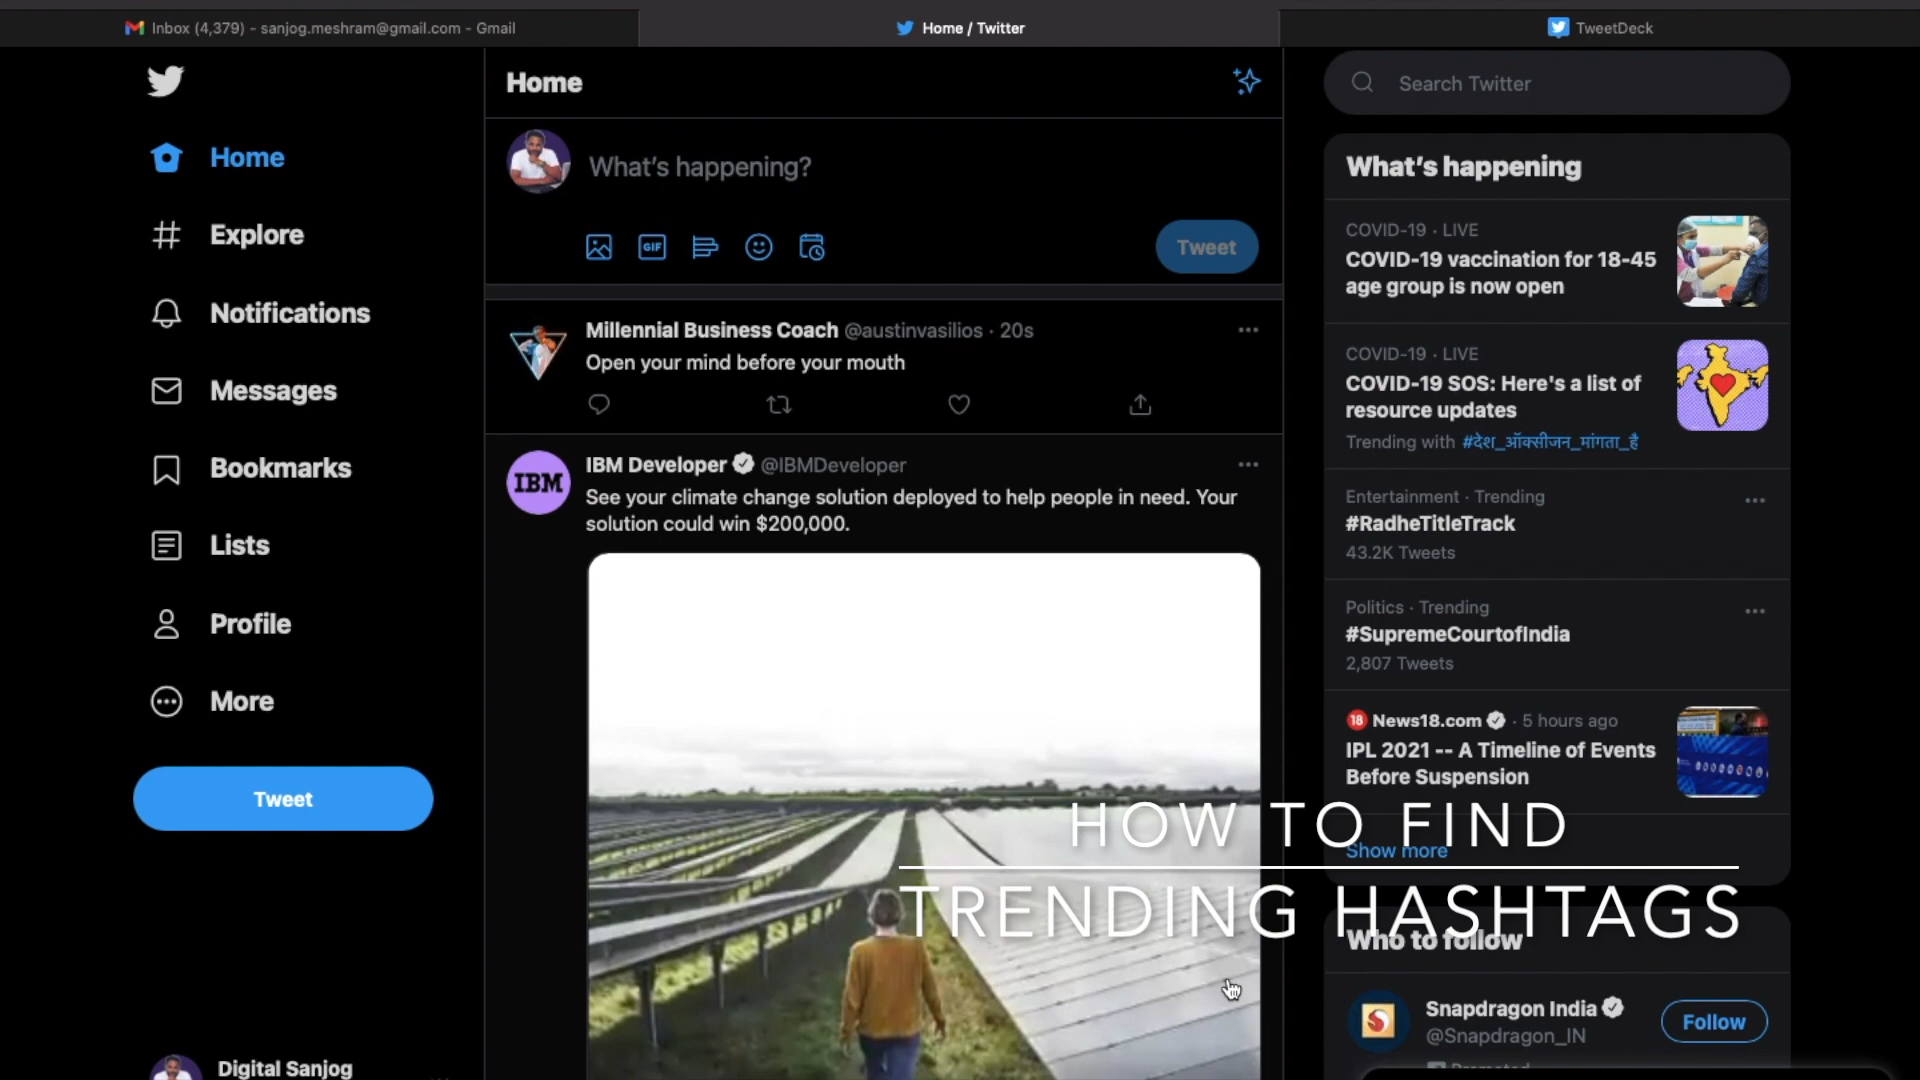 Inbox (4,379) - sanjog.meshram@gmail.com - Gmail
Home / Twitter
TweetDeck
Home
Explore
Notifications
Messages
Bookmarks
Lists
Profile
More
Tweet
Digital Sanjog
Home
What's happening?
GIF
Tweet
Millennial Business Coach @austinvasilios · 20s
Open your mind before your mouth
IBM
IBM Developer @IBMDeveloper
See your climate change solution deployed to help people in need. Your
solution could win $200,000.
Search Twitter
What's happening
COVID-19 · LIVE
COVID-19 vaccination for 18-45
age group is now open
COVID-19 · LIVE
COVID-19 SOS: Here's a list of
resource updates
Trending with #देश_ऑक्सीजन_मांगता_है
Entertainment · Trending
#RadheTitleTrack
43.2K Tweets
Politics · Trending
#SupremeCourtofIndia
2,807 Tweets
18 News18.com · 5 hours ago
IPL 2021 -- A Timeline of Events
Before Suspension
Show more
HOW TO FIND
TRENDING HASHTAGS
Who to follow
Snapdragon India
@Snapdragon_IN
Follow